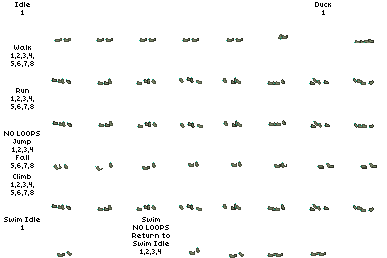 Idle
1
Duck
1
Walk
1,2,3,4,
5,6,7,8
Run
1,2,3,4,
5,6,7,8
NO LOOPS
Jump
1,2,3,4
Fall
5,6,7,8
Climb
1,2,3,4,
5,6,7,8
Swim Idle
1
Swim
NO LOOPS
Return to
Swim Idle
1,2,3,4